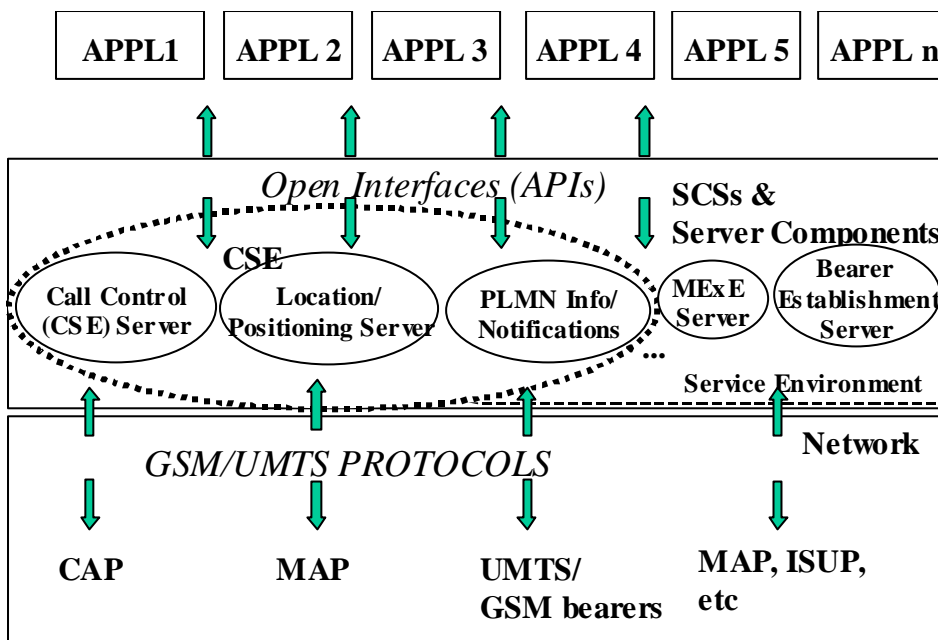 APPL1
APPL 2
APPL 3
APPL 4
APPL 5
APPL n
Open Interfaces (APIs)
SCSs &
Server Components
CSE
Call Control
(CSE) Server
Location/
Positioning Server
PLMN Info/
Notifications
...
MExE
Server
Bearer
Establishment
Server
Service Environment
Network
GSM/UMTS PROTOCOLS
CAP
MAP
UMTS/
GSM bearers
MAP, ISUP,
etc